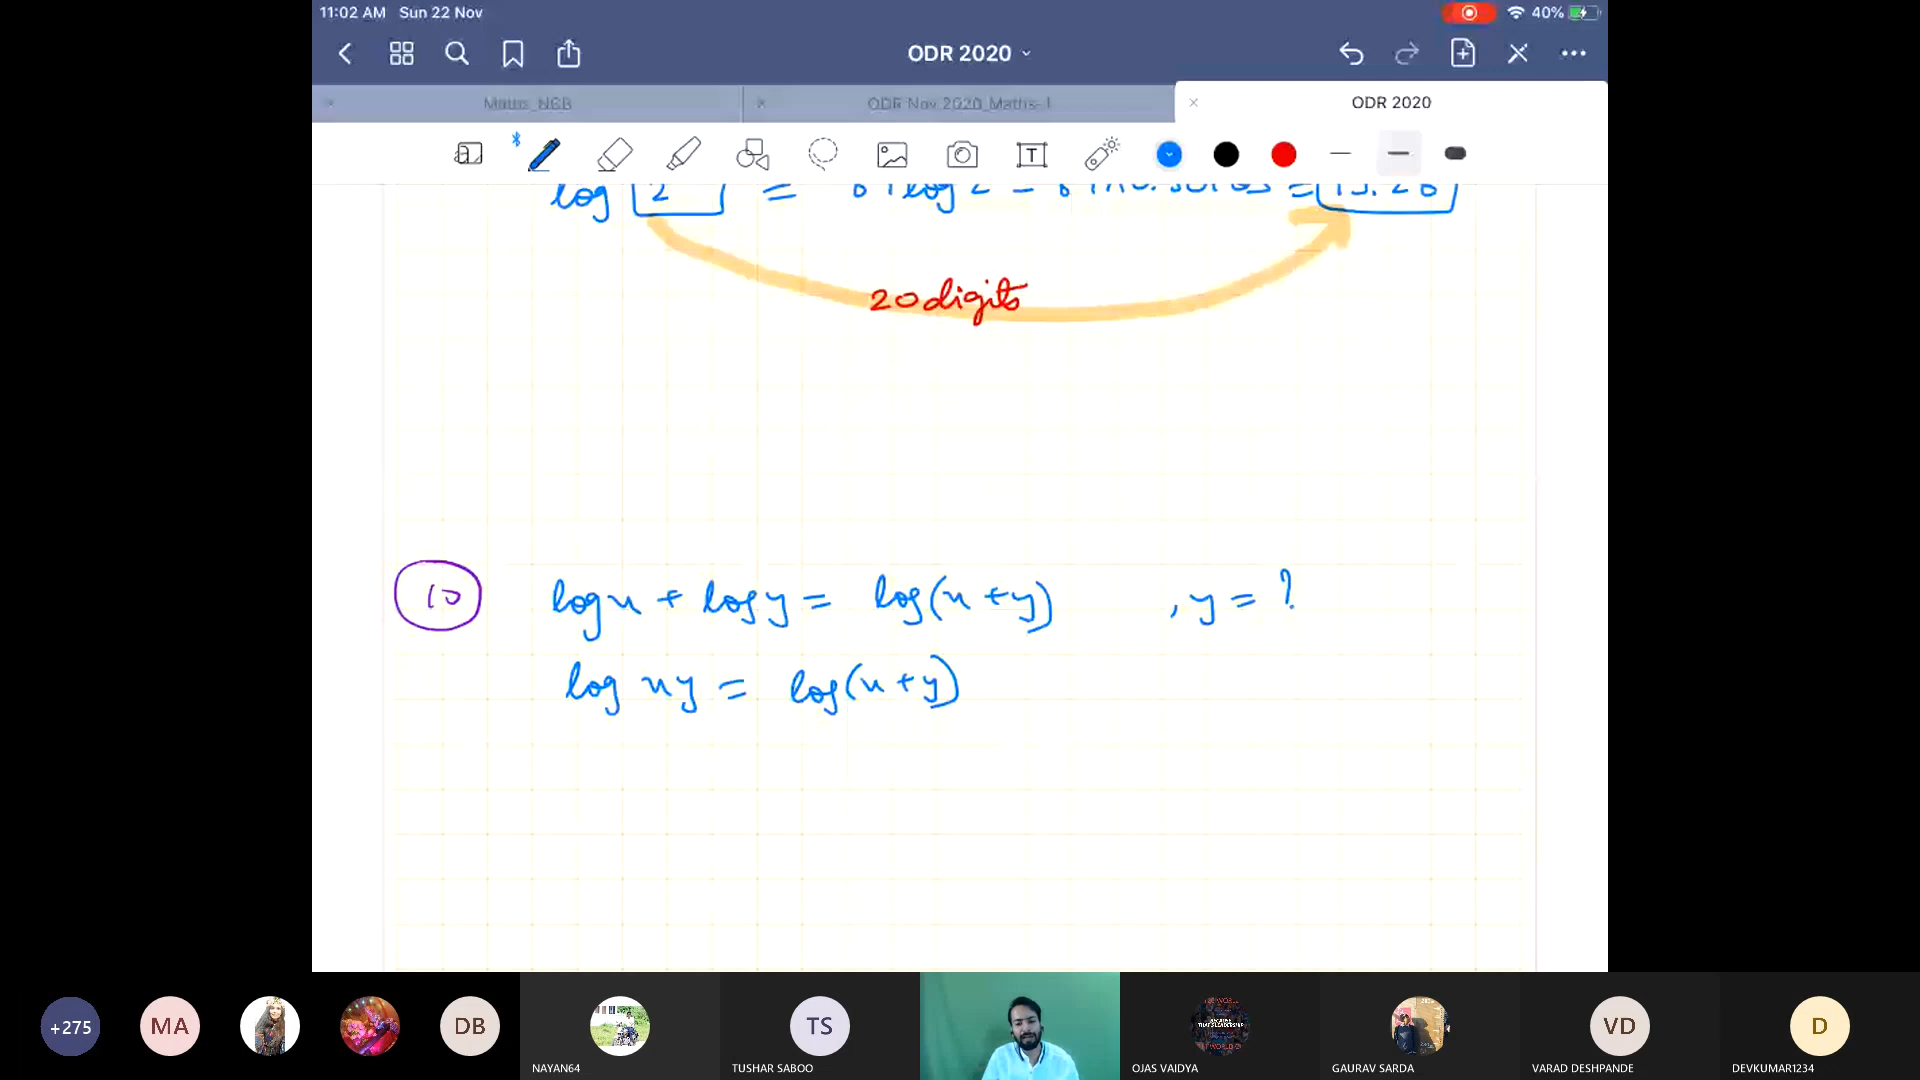 11:02 AM Sun 22 Nov
40%
ODR 2020
Maths_NGB
ODR Nov 2020_Maths-1
ODR 2020
log 2 =
20 digits
10 log x + log y = log(x+y) , y = ?
log xy = log(x+y)
+275
MA
DB
TS
VD
D
NAYAN64
TUSHAR SABOO
OJAS VAIDYA
GAURAV SARDA
VARAD DESHPANDE
DEVKUMAR1234